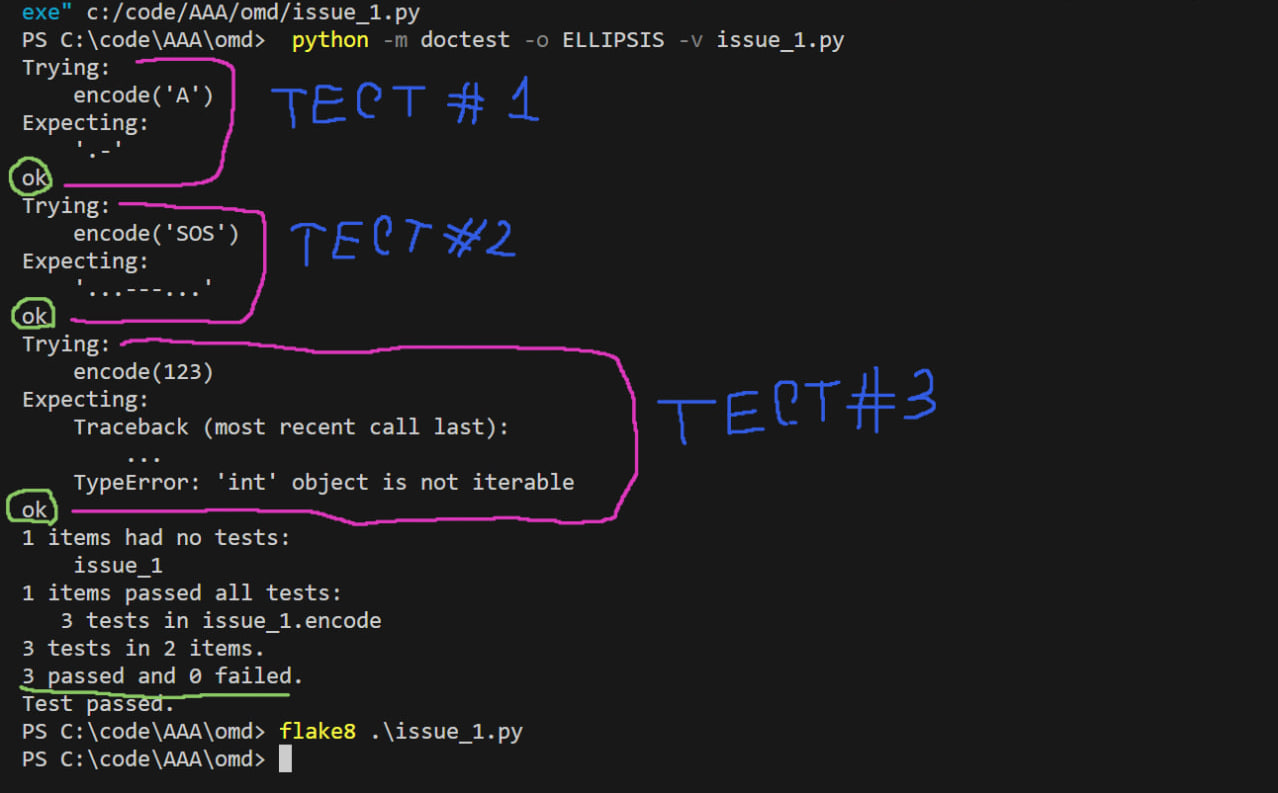 exe" c:/code/AAA/omd/issue_1.py
PS C:\code\AAA\omd>  python -m doctest -o ELLIPSIS -v issue_1.py
Trying:
    encode('A')
ТЕСТ #1
Expecting:
    '.-'
ok
Trying:
    encode('SOS')
ТЕСТ #2
Expecting:
    '...---...'
ok
Trying:
    encode(123)
Expecting:
ТЕСТ #3
    Traceback (most recent call last):
        ...
    TypeError: 'int' object is not iterable
ok
1 items had no tests:
    issue_1
1 items passed all tests:
   3 tests in issue_1.encode
3 tests in 2 items.
3 passed and 0 failed.
Test passed.
PS C:\code\AAA\omd> flake8 .\issue_1.py
PS C:\code\AAA\omd>